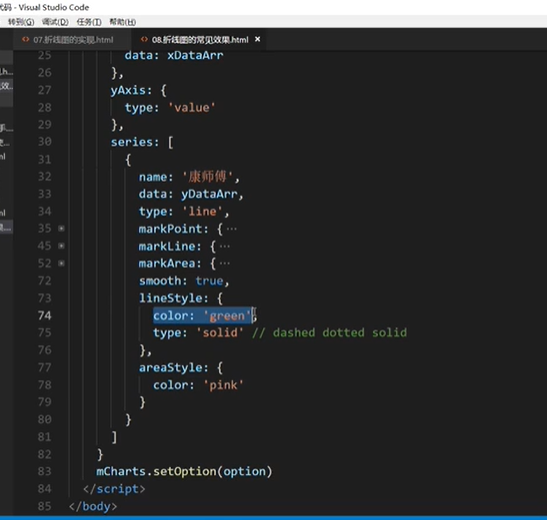 代码 - Visual Studio Code
转到(G) 调试(D) 任务(T) 帮助(H)
07.折线图的实现.html 08.折线图的常见效果.html ×
25 data: xDataArr
26 },
27 yAxis: {
28 type: 'value'
29 },
30 series: [
31 {
32 name: '康师傅',
33 data: yDataArr,
34 type: 'line',
35 markPoint: {···
45 markLine: {···
52 markArea: {···
72 smooth: true,
73 lineStyle: {
74 color: 'green',
75 type: 'solid' // dashed dotted solid
76 },
77 areaStyle: {
78 color: 'pink'
79 }
80 }
81 ]
82 }
83 mCharts.setOption(option)
84 </script>
85 </body>